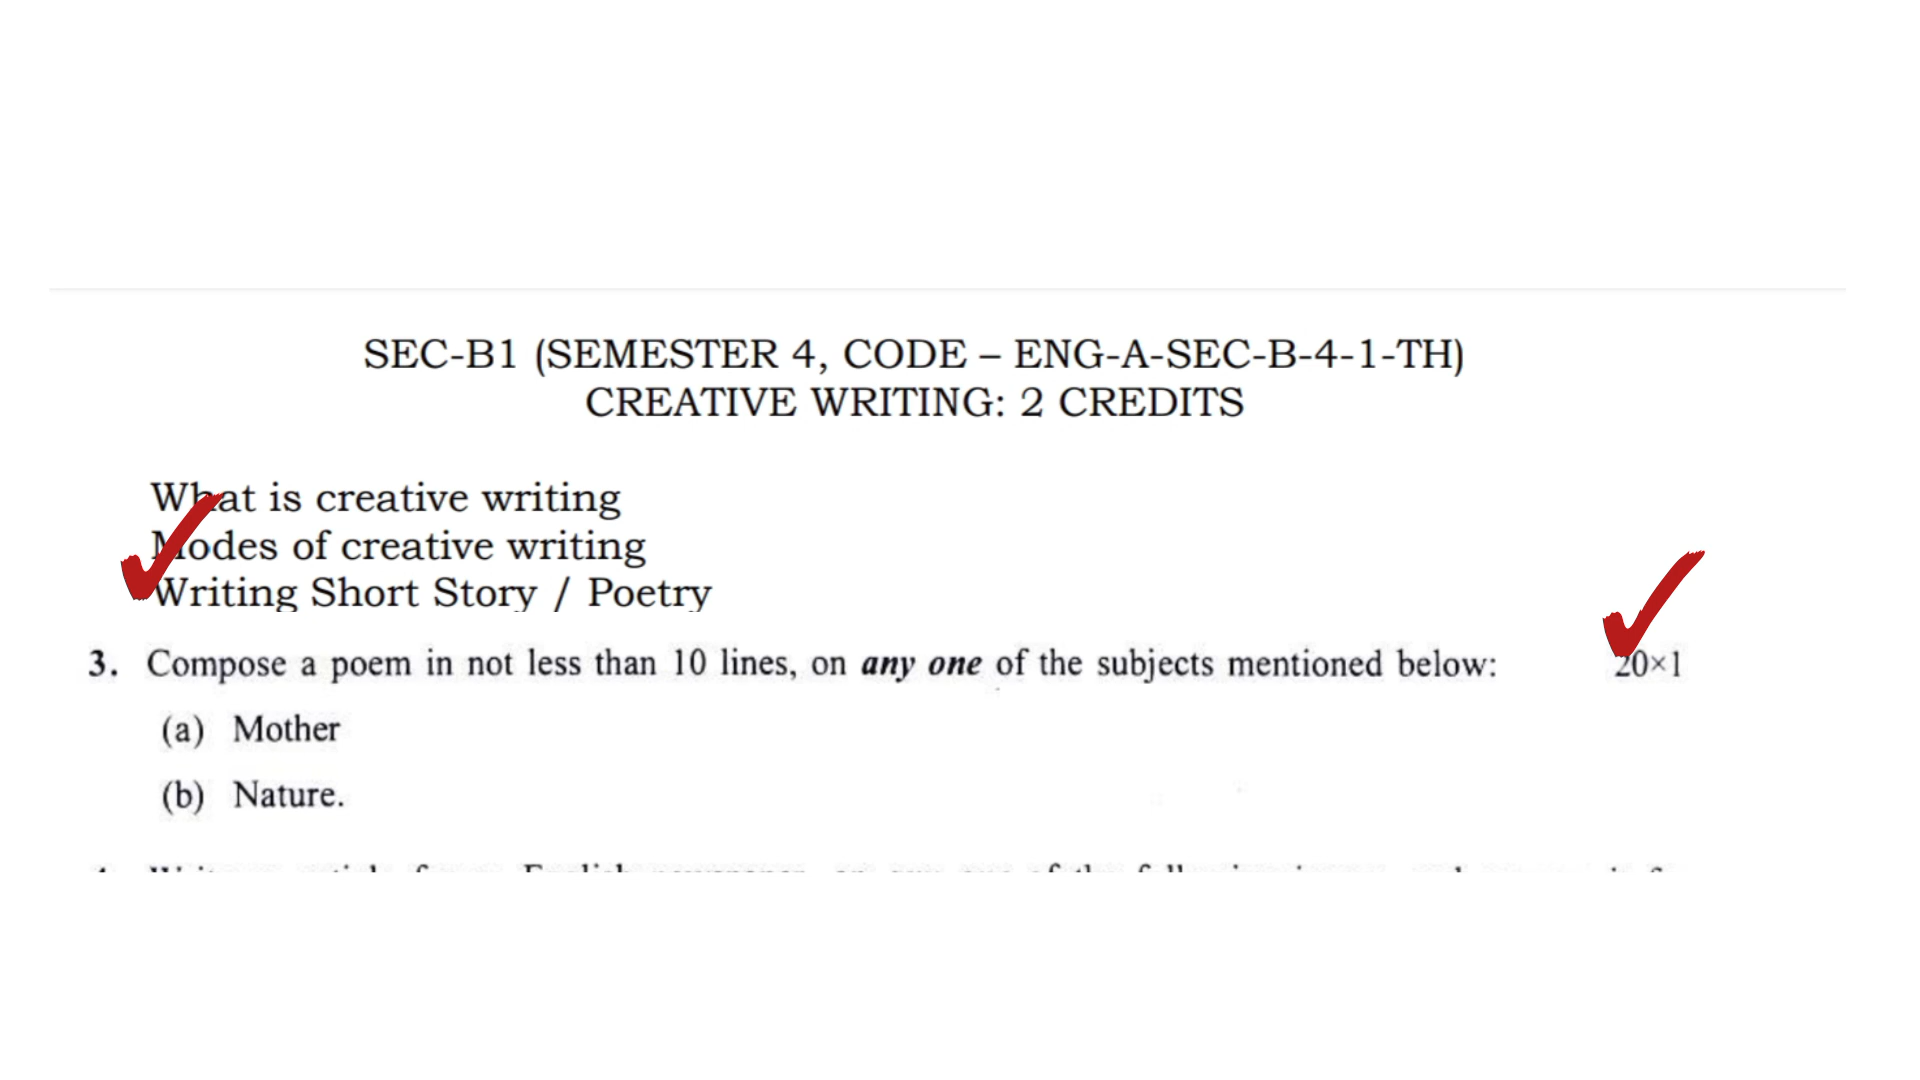 SEC-B1 (SEMESTER 4, CODE – ENG-A-SEC-B-4-1-TH)
CREATIVE WRITING: 2 CREDITS
What is creative writing
Modes of creative writing
Writing Short Story / Poetry
3. Compose a poem in not less than 10 lines, on any one of the subjects mentioned below: 20×1
(a) Mother
(b) Nature.